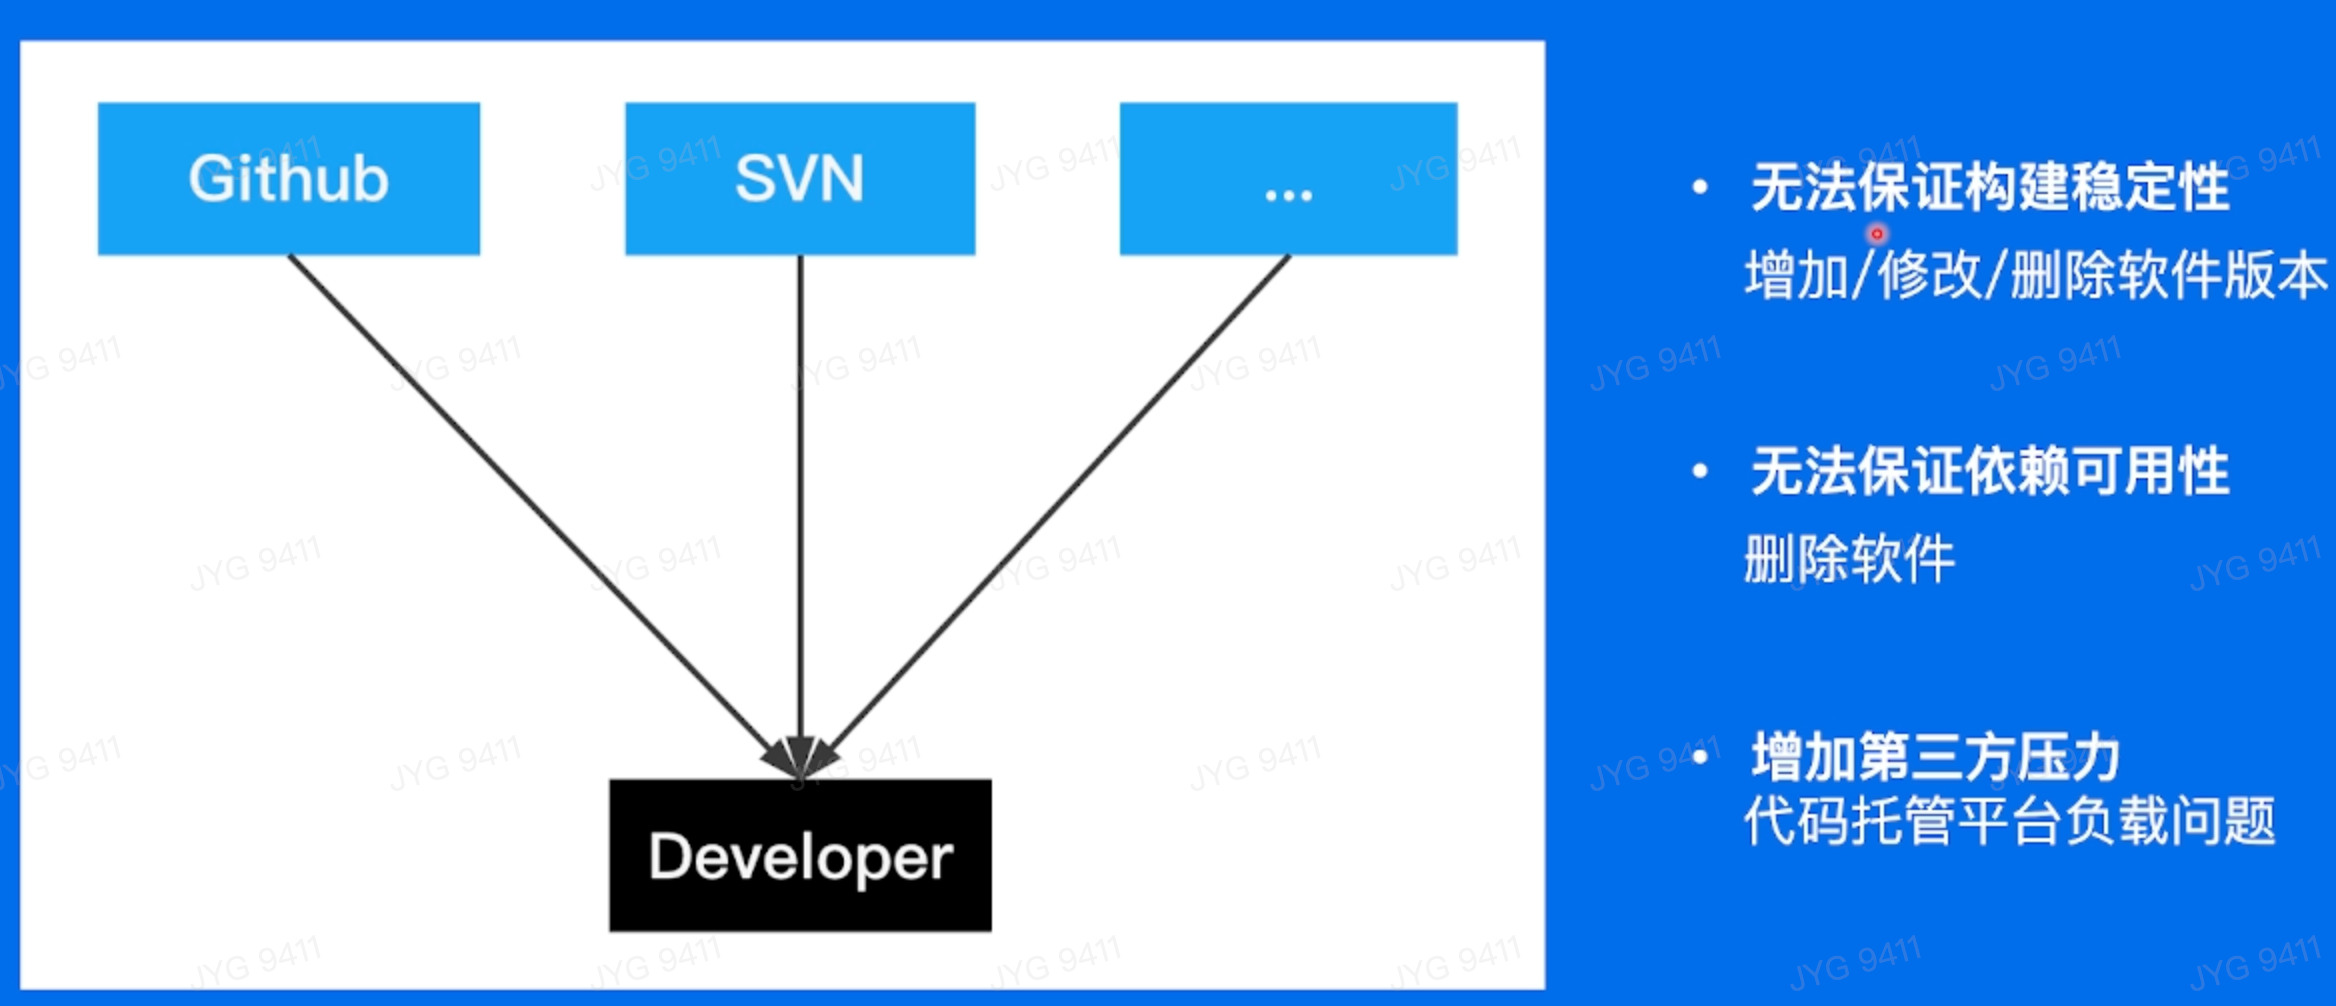 Github
SVN
...
Developer
• 无法保证构建稳定性
增加/修改/删除软件版本
• 无法保证依赖可用性
删除软件
• 增加第三方压力
代码托管平台负载问题
JYG 9411